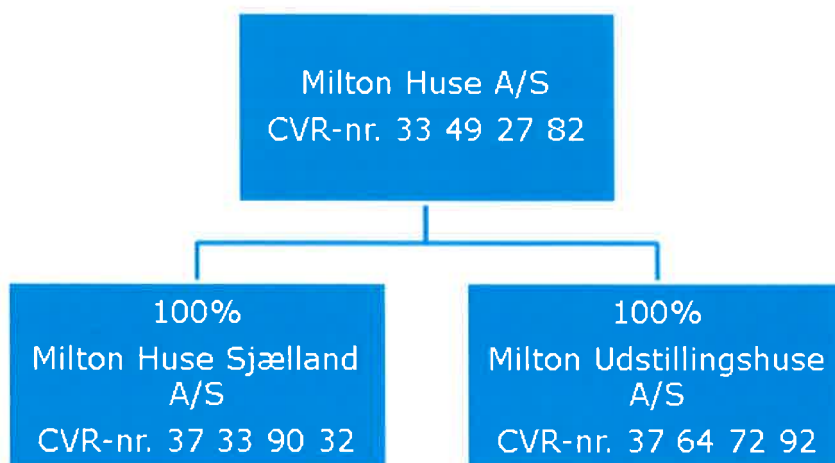 Milton Huse A/S
CVR-nr. 33 49 27 82
100%
Milton Huse Sjælland
A/S
CVR-nr. 37 33 90 32
100%
Milton Udstillingshuse
A/S
CVR-nr. 37 64 72 92